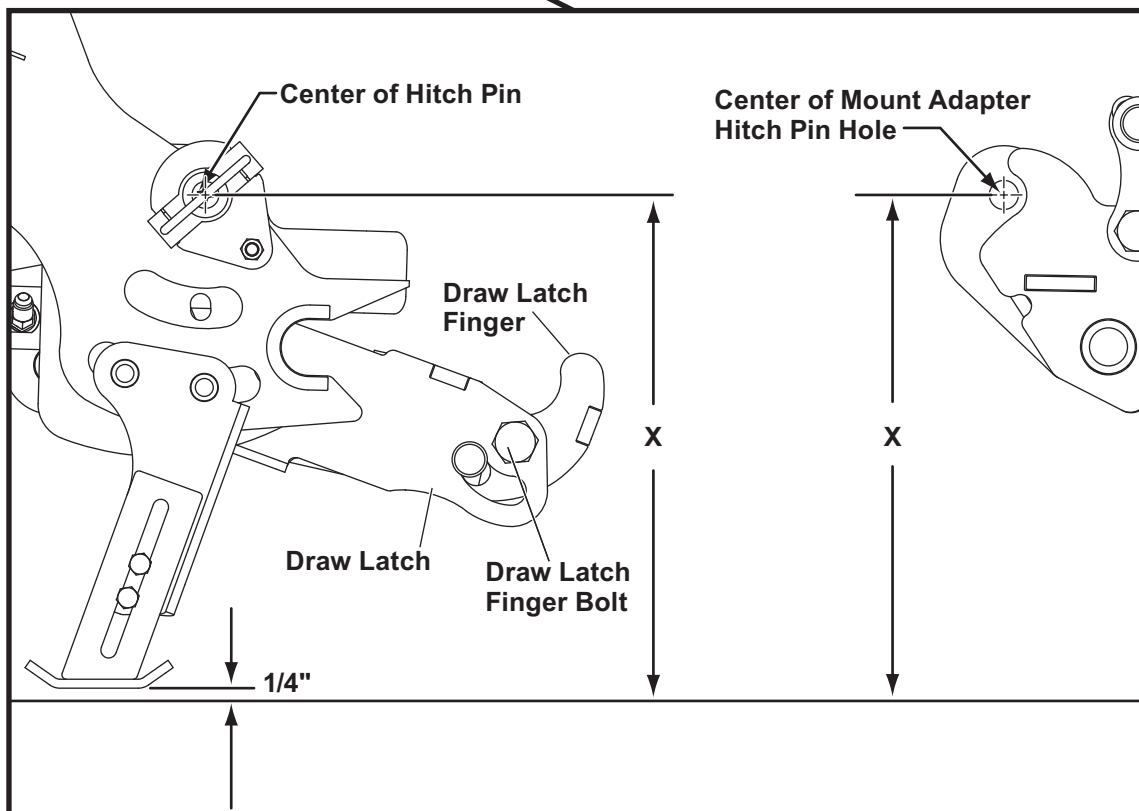 Center of Hitch Pin
Center of Mount Adapter
Hitch Pin Hole
Draw Latch
Finger
X
X
Draw Latch
Draw Latch
Finger Bolt
1/4"